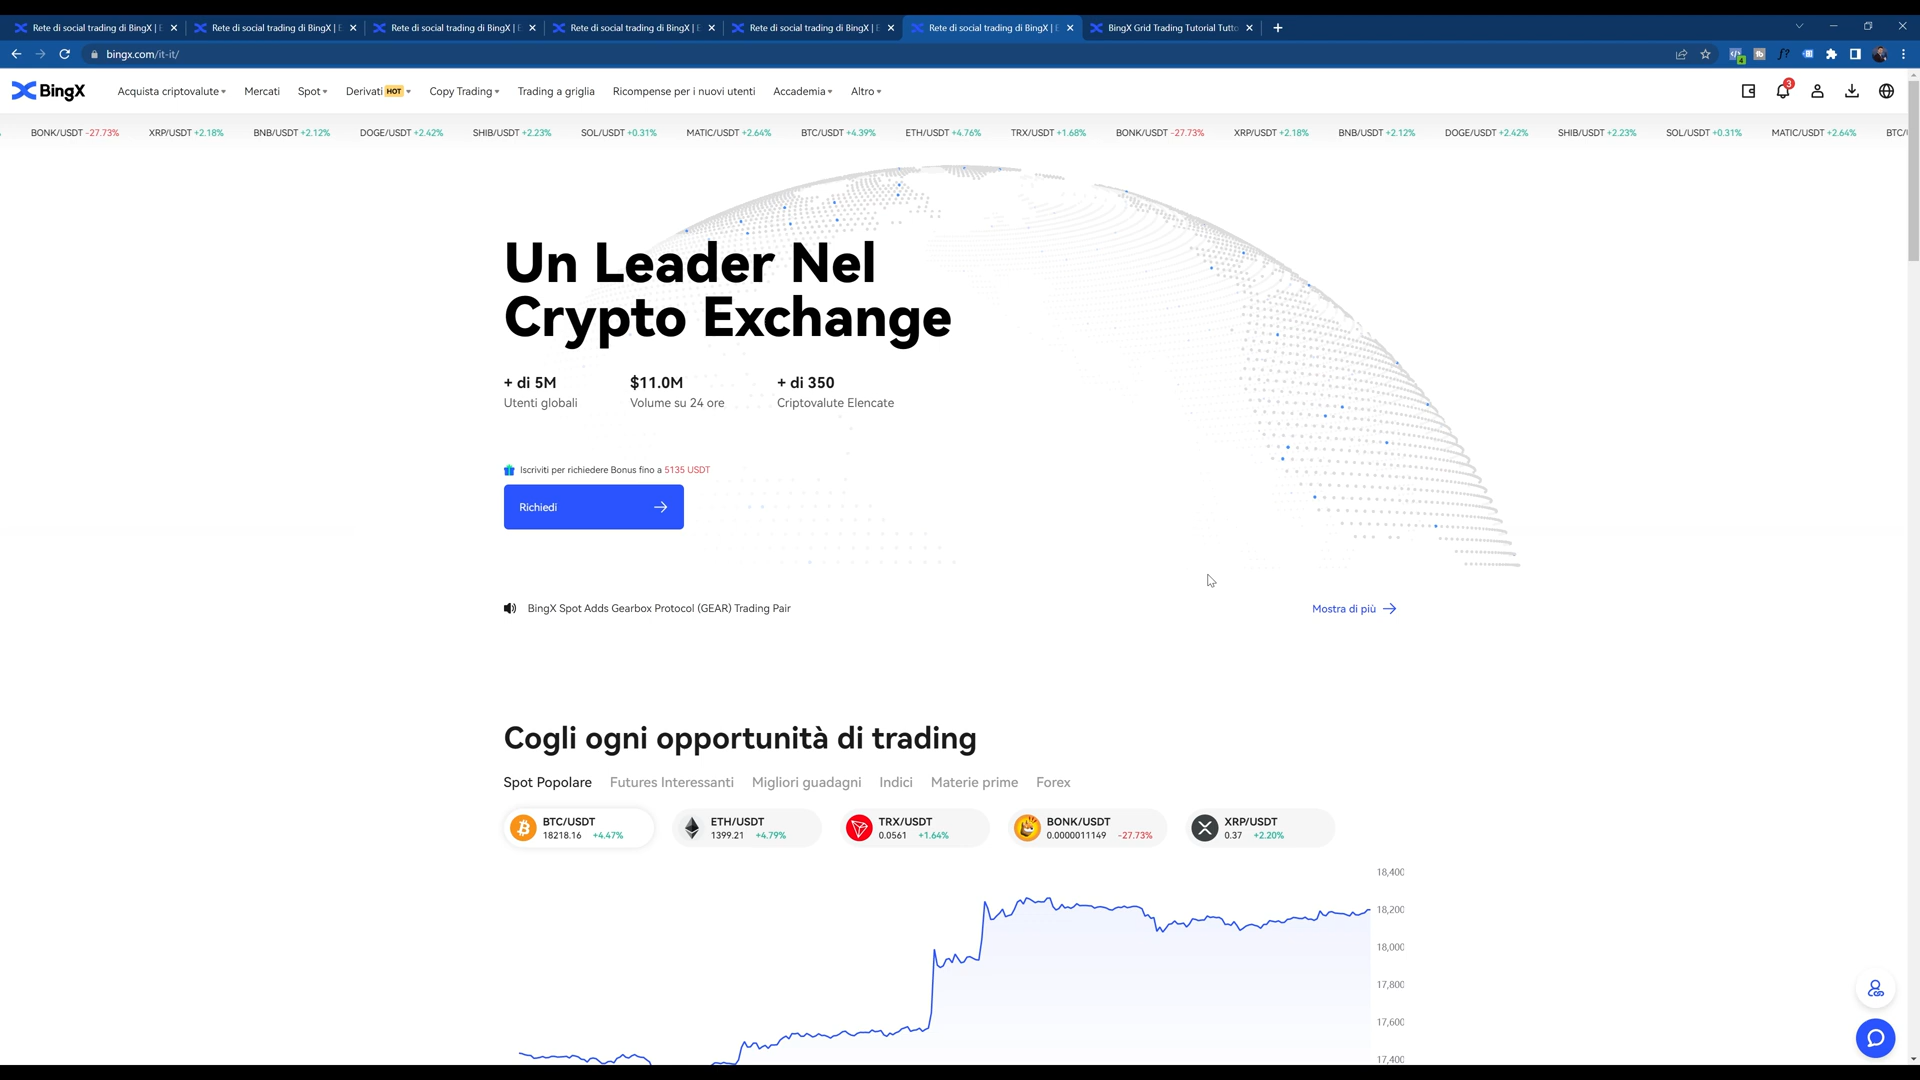 Rete di social trading di BingX | E
Rete di social trading di BingX | E
Rete di social trading di BingX | E
Rete di social trading di BingX | E
Rete di social trading di BingX | E
Rete di social trading di BingX | E
BingX Grid Trading Tutorial Tutto
bingx.com/it-it/
BingX
Acquista criptovalute
Mercati
Spot
Derivati HOT
Copy Trading
Trading a griglia
Ricompense per i nuovi utenti
Accademia
Altro
3
BONK/USDT -27.73%
XRP/USDT +2.18%
BNB/USDT +2.12%
DOGE/USDT +2.42%
SHIB/USDT +2.23%
SOL/USDT +0.31%
MATIC/USDT +2.64%
BTC/USDT +4.39%
ETH/USDT +4.76%
TRX/USDT +1.68%
BONK/USDT -27.73%
XRP/USDT +2.18%
BNB/USDT +2.12%
DOGE/USDT +2.42%
SHIB/USDT +2.23%
SOL/USDT +0.31%
MATIC/USDT +2.64%
Un Leader Nel
Crypto Exchange
+ di 5M
Utenti globali
$11.0M
Volume su 24 ore
+ di 350
Criptovalute Elencate
Iscriviti per richiedere Bonus fino a 5135 USDT
Richiedi
BingX Spot Adds Gearbox Protocol (GEAR) Trading Pair
Mostra di più
Cogli ogni opportunità di trading
Spot Popolare
Futures Interessanti
Migliori guadagni
Indici
Materie prime
Forex
BTC/USDT
18218.16 +4.47%
ETH/USDT
1399.21 +4.79%
TRX/USDT
0.0561 +1.64%
BONK/USDT
0.0000011149 -27.73%
XRP/USDT
0.37 +2.20%
18,400
18,200
18,000
17,800
17,600
17,400